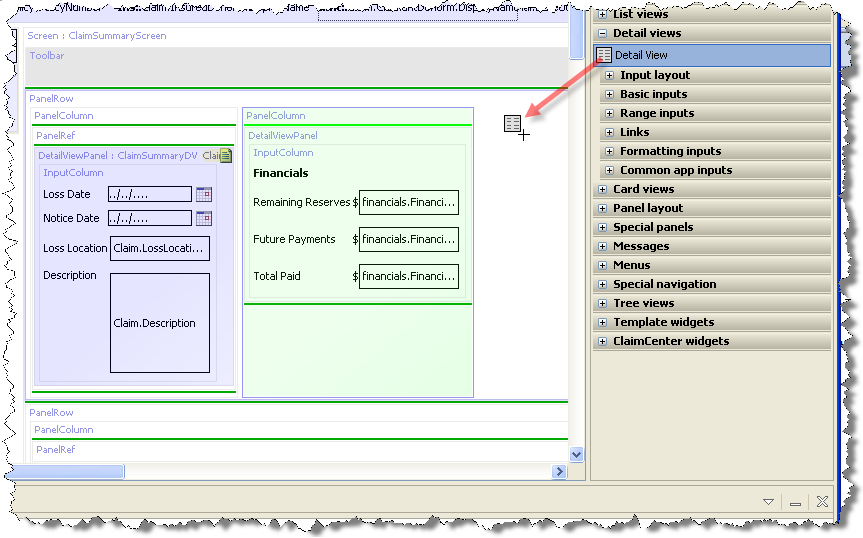 Screen : ClaimSummaryScreen
Toolbar
PanelRow
PanelColumn
PanelRef
DetailViewPanel : ClaimSummaryDV
InputColumn
Loss Date ../../....
Notice Date ../../....
Loss Location Claim.LossLocati...
Description
Claim.Description
PanelColumn
DetailViewPanel
InputColumn
Financials
Remaining Reserves $ financials.Financi...
Future Payments $ financials.Financi...
Total Paid $ financials.Financi...
PanelRow
PanelColumn
PanelRef
List views
Detail views
Detail View
Input layout
Basic inputs
Range inputs
Links
Formatting inputs
Common app inputs
Card views
Panel layout
Special panels
Messages
Menus
Special navigation
Tree views
Template widgets
ClaimCenter widgets